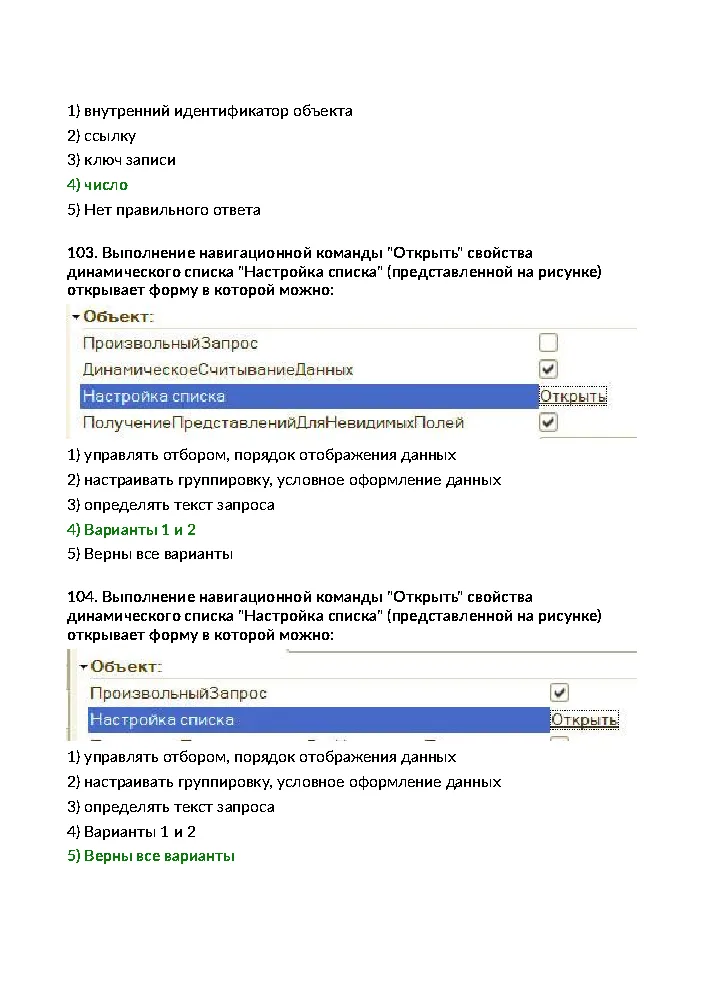 1) внутренний идентификатор объекта
2) ссылку
3) ключ записи
4) число
5) Нет правильного ответа
103. Выполнение навигационной команды "Открыть" свойства
динамического списка "Настройка списка" (представленной на рисунке)
открывает форму в которой можно:
Объект:
ПроизвольныйЗапрос
ДинамическоеСчитываниеДанных
Настройка списка Открыть
ПолучениеПредставленийДляНевидимыхПолей
1) управлять отбором, порядок отображения данных
2) настраивать группировку, условное оформление данных
3) определять текст запроса
4) Варианты 1 и 2
5) Верны все варианты
104. Выполнение навигационной команды "Открыть" свойства
динамического списка "Настройка списка" (представленной на рисунке)
открывает форму в которой можно:
Объект:
ПроизвольныйЗапрос
Настройка списка Открыть
1) управлять отбором, порядок отображения данных
2) настраивать группировку, условное оформление данных
3) определять текст запроса
4) Варианты 1 и 2
5) Верны все варианты